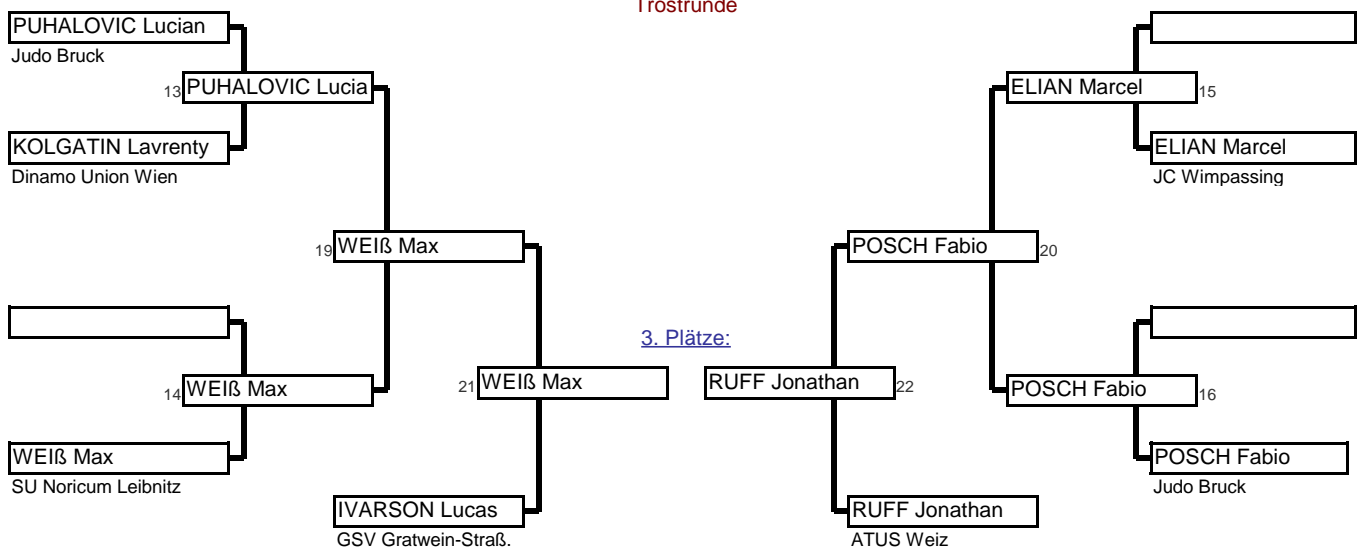 Trostrunde
PUHALOVIC Lucian
Judo Bruck
13 PUHALOVIC Lucia
ELIAN Marcel 15
KOLGATIN Lavrenty
Dinamo Union Wien
ELIAN Marcel
JC Wimpassing
19 WEIß Max
POSCH Fabio 20
3. Plätze:
14 WEIß Max
21 WEIß Max
RUFF Jonathan 22
POSCH Fabio 16
WEIß Max
SU Noricum Leibnitz
POSCH Fabio
Judo Bruck
IVARSON Lucas
GSV Gratwein-Straß.
RUFF Jonathan
ATUS Weiz